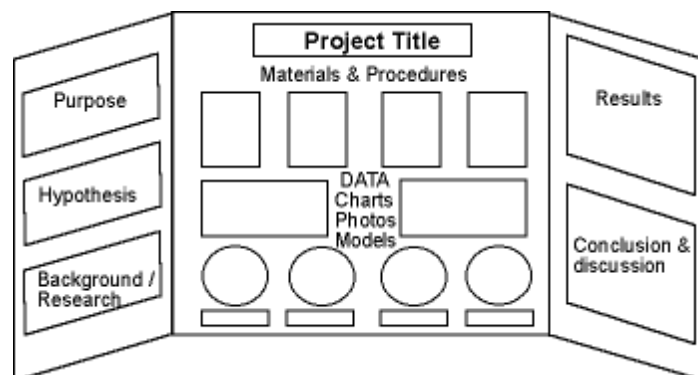 Project Title
Materials & Procedures
Purpose
Hypothesis
Background /
Research
DATA
Charts
Photos
Models
Results
Conclusion &
discussion